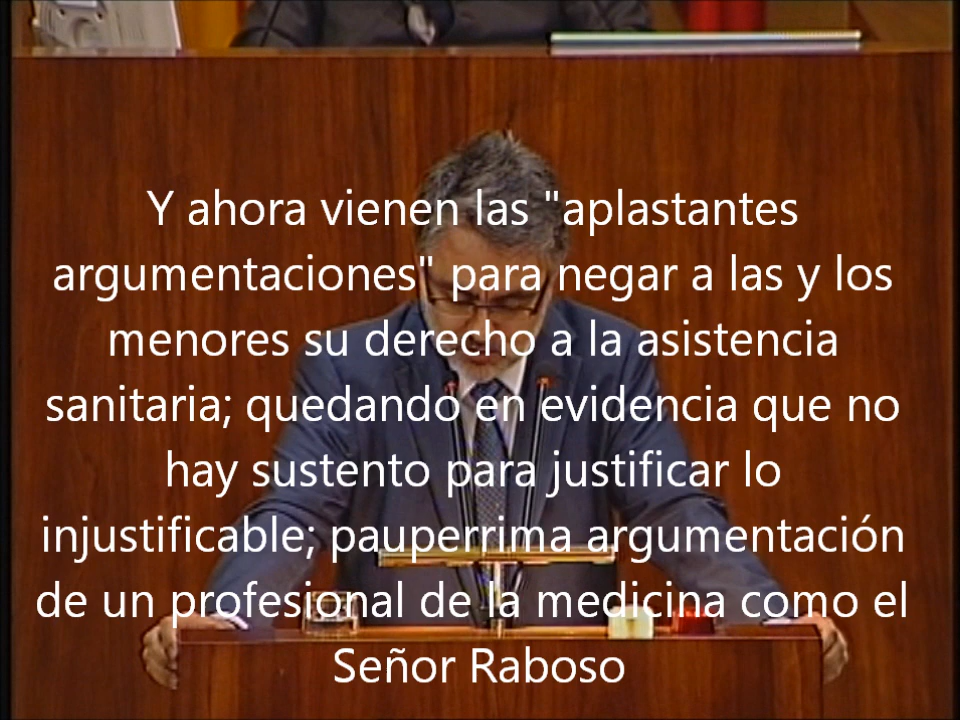 Y ahora vienen las "aplastantes
argumentaciones" para negar a las y los
menores su derecho a la asistencia
sanitaria; quedando en evidencia que no
hay sustento para justificar lo
injustificable; pauperrima argumentación
de un profesional de la medicina como el
Señor Raboso